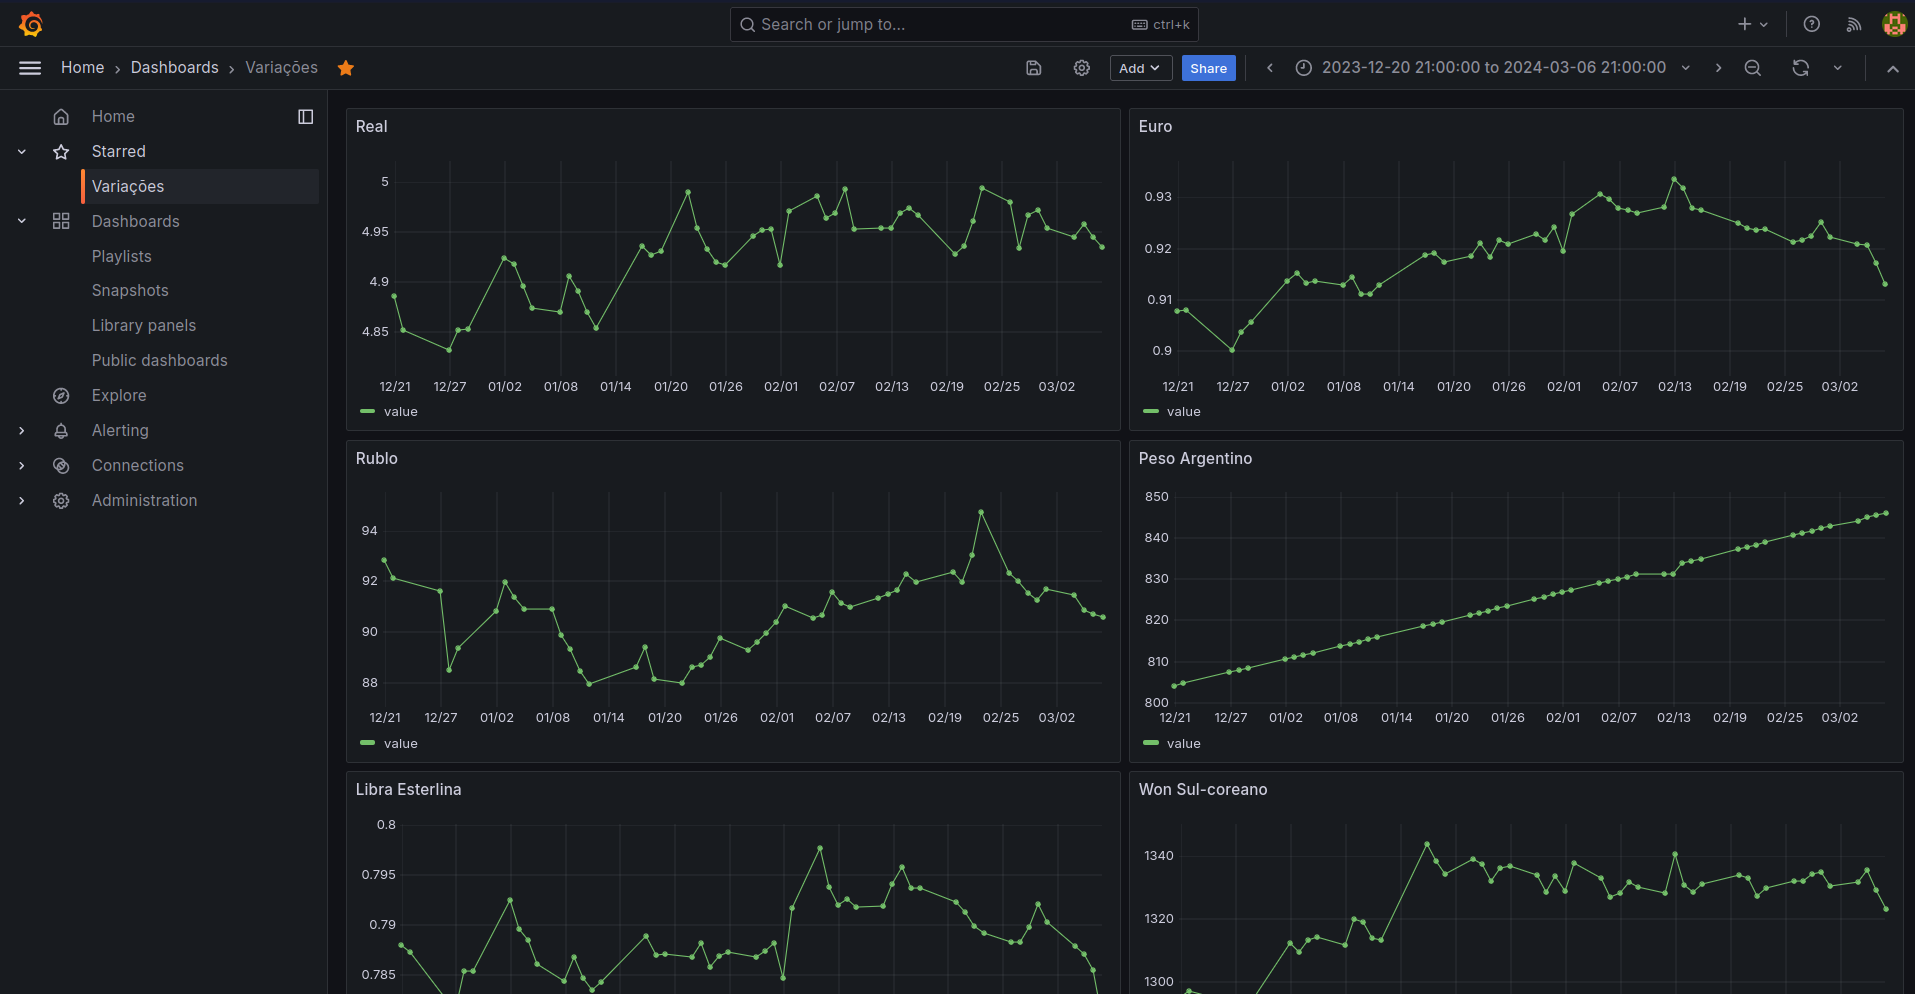 Search or jump to...
ctrl+k
Home
Dashboards
Variações
Add
Share
2023-12-20 21:00:00 to 2024-03-06 21:00:00
Home
Starred
Variações
Dashboards
Playlists
Snapshots
Library panels
Public dashboards
Explore
Alerting
Connections
Administration
Real
5
4.95
4.9
4.85
12/21 12/27 01/02 01/08 01/14 01/20 01/26 02/01 02/07 02/13 02/19 02/25 03/02
value
Euro
0.93
0.92
0.91
0.9
12/21 12/27 01/02 01/08 01/14 01/20 01/26 02/01 02/07 02/13 02/19 02/25 03/02
value
Rublo
94
92
90
88
12/21 12/27 01/02 01/08 01/14 01/20 01/26 02/01 02/07 02/13 02/19 02/25 03/02
value
Peso Argentino
850
840
830
820
810
800
12/21 12/27 01/02 01/08 01/14 01/20 01/26 02/01 02/07 02/13 02/19 02/25 03/02
value
Libra Esterlina
0.8
0.795
0.79
0.785
Won Sul-coreano
1340
1320
1300